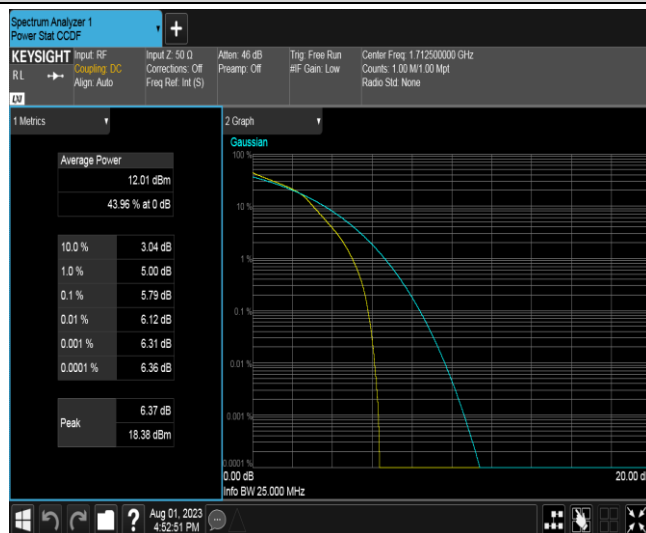 Spectrum Analyzer 1
Power Stat CCDF
+
KEYSIGHT
RL
LXI
Input: RF
Coupling: DC
Align: Auto
Input Z: 50 Ω
Corrections: Off
Freq Ref: Int (S)
Atten: 46 dB
Preamp: Off
Trig: Free Run
#IF Gain: Low
Center Freq: 1.712500000 GHz
Counts: 1.00 M/1.00 Mpt
Radio Std: None
1 Metrics
Average Power
12.01 dBm
43.96 % at 0 dB
10.0 % 3.04 dB
1.0 % 5.00 dB
0.1 % 5.79 dB
0.01 % 6.12 dB
0.001 % 6.31 dB
0.0001 % 6.36 dB
Peak
6.37 dB
18.38 dBm
2 Graph
Gaussian
100 %
10 %
1 %
0.1 %
0.01 %
0.001 %
0.0001 %
0.00 dB
20.00 d
Info BW 25.000 MHz
?
Aug 01, 2023
4:52:51 PM